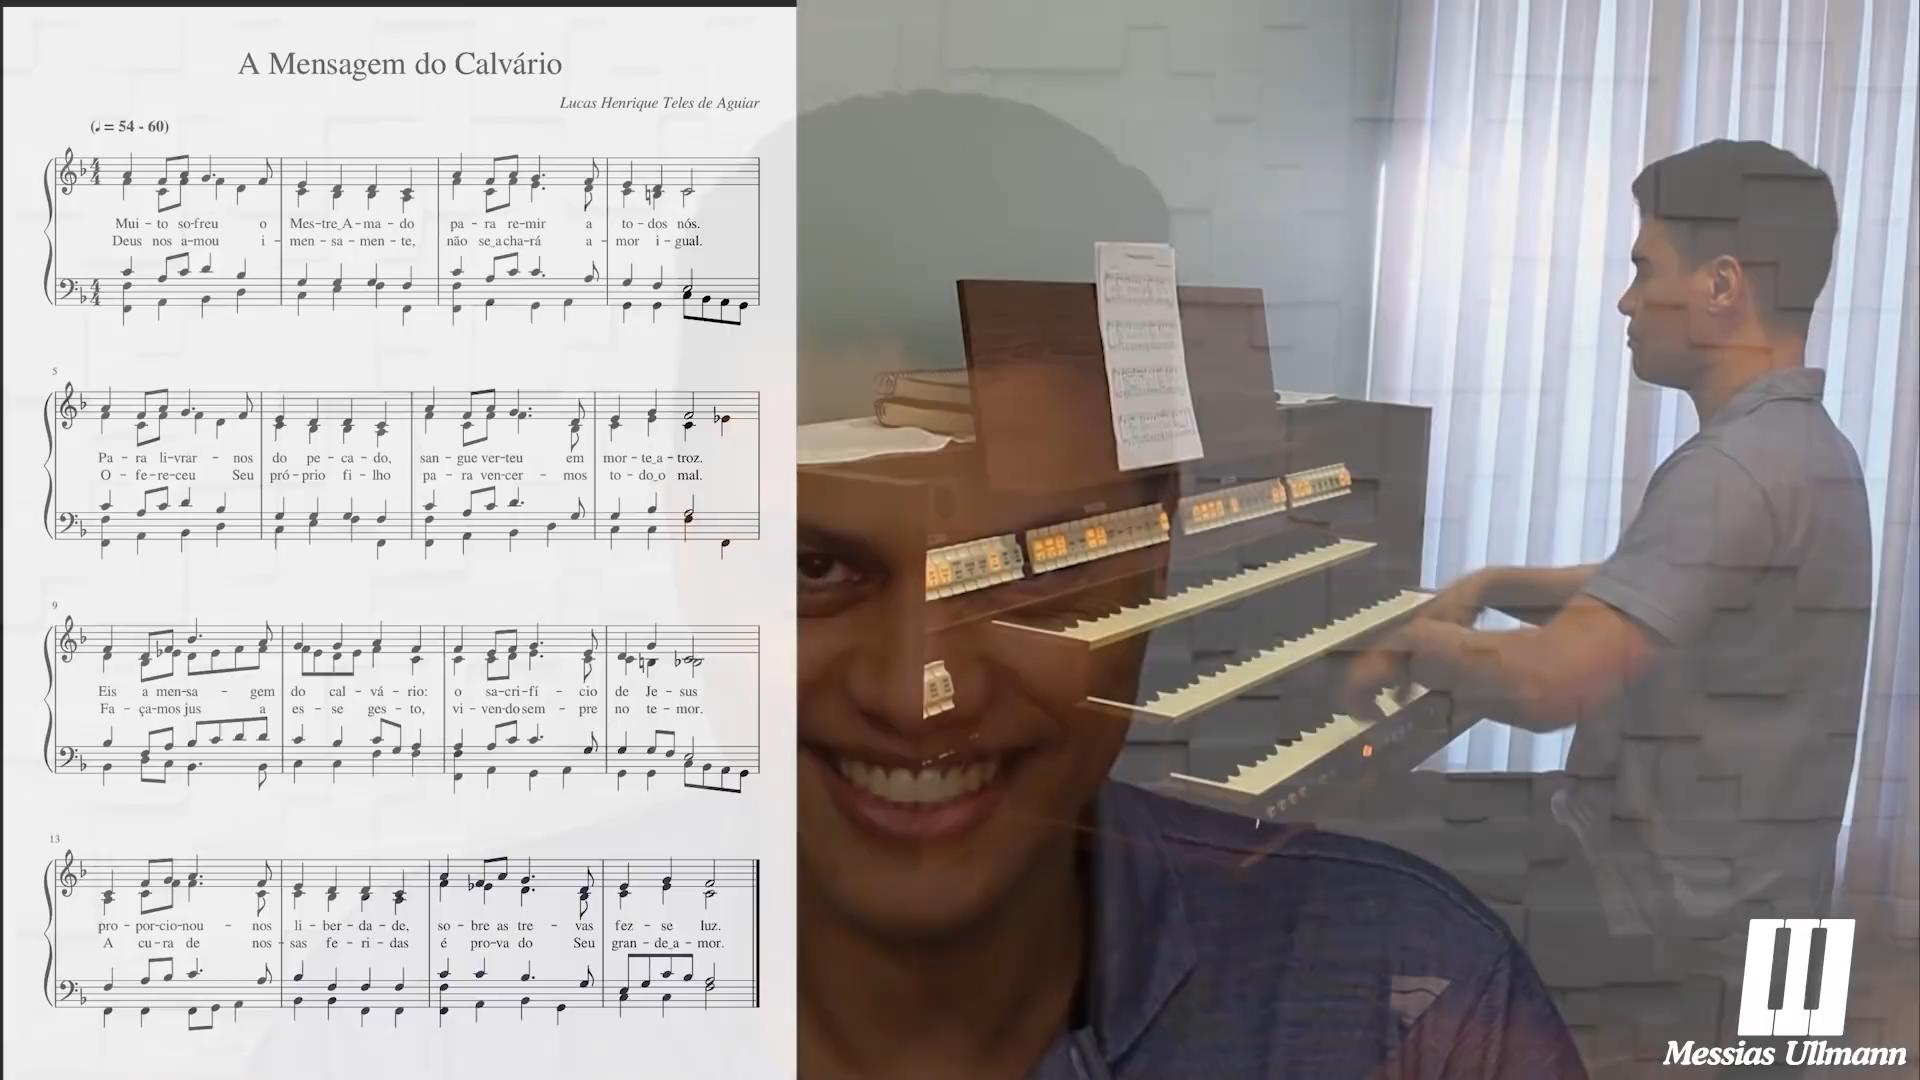 A Mensagem do Calvário
Lucas Henrique Teles de Aguiar
(♩= 54 - 60)
Mui - to so-freu o Mes-tre_A-ma - do pa - ra re-mir a to - dos nós.
Deus nos a-mou i - men - sa - men - te, não se_acha-rá a - mor i - gual.
5
Pa - ra li-vrar - nos do pe - ca - do, san - gue ver-teu em mor - te_a - troz.
O - fe-re-ceu Seu pró - prio fi - lho pa - ra ven-cer - mos to - do_o mal.
9
Eis a men-sa - gem do cal - vá - rio: o sa-cri-fí - cio de Je - sus
Fa - ça-mos jus a es - se ges - to, vi - ven-do sem - pre no te - mor.
13
pro - por-cio-nou - nos li - ber - da - de, so - bre as tre - vas fez - se luz.
A cu - ra de nos - sas fe - ri - das é pro-va do Seu gran - de_a - mor.
Messias Ullmann